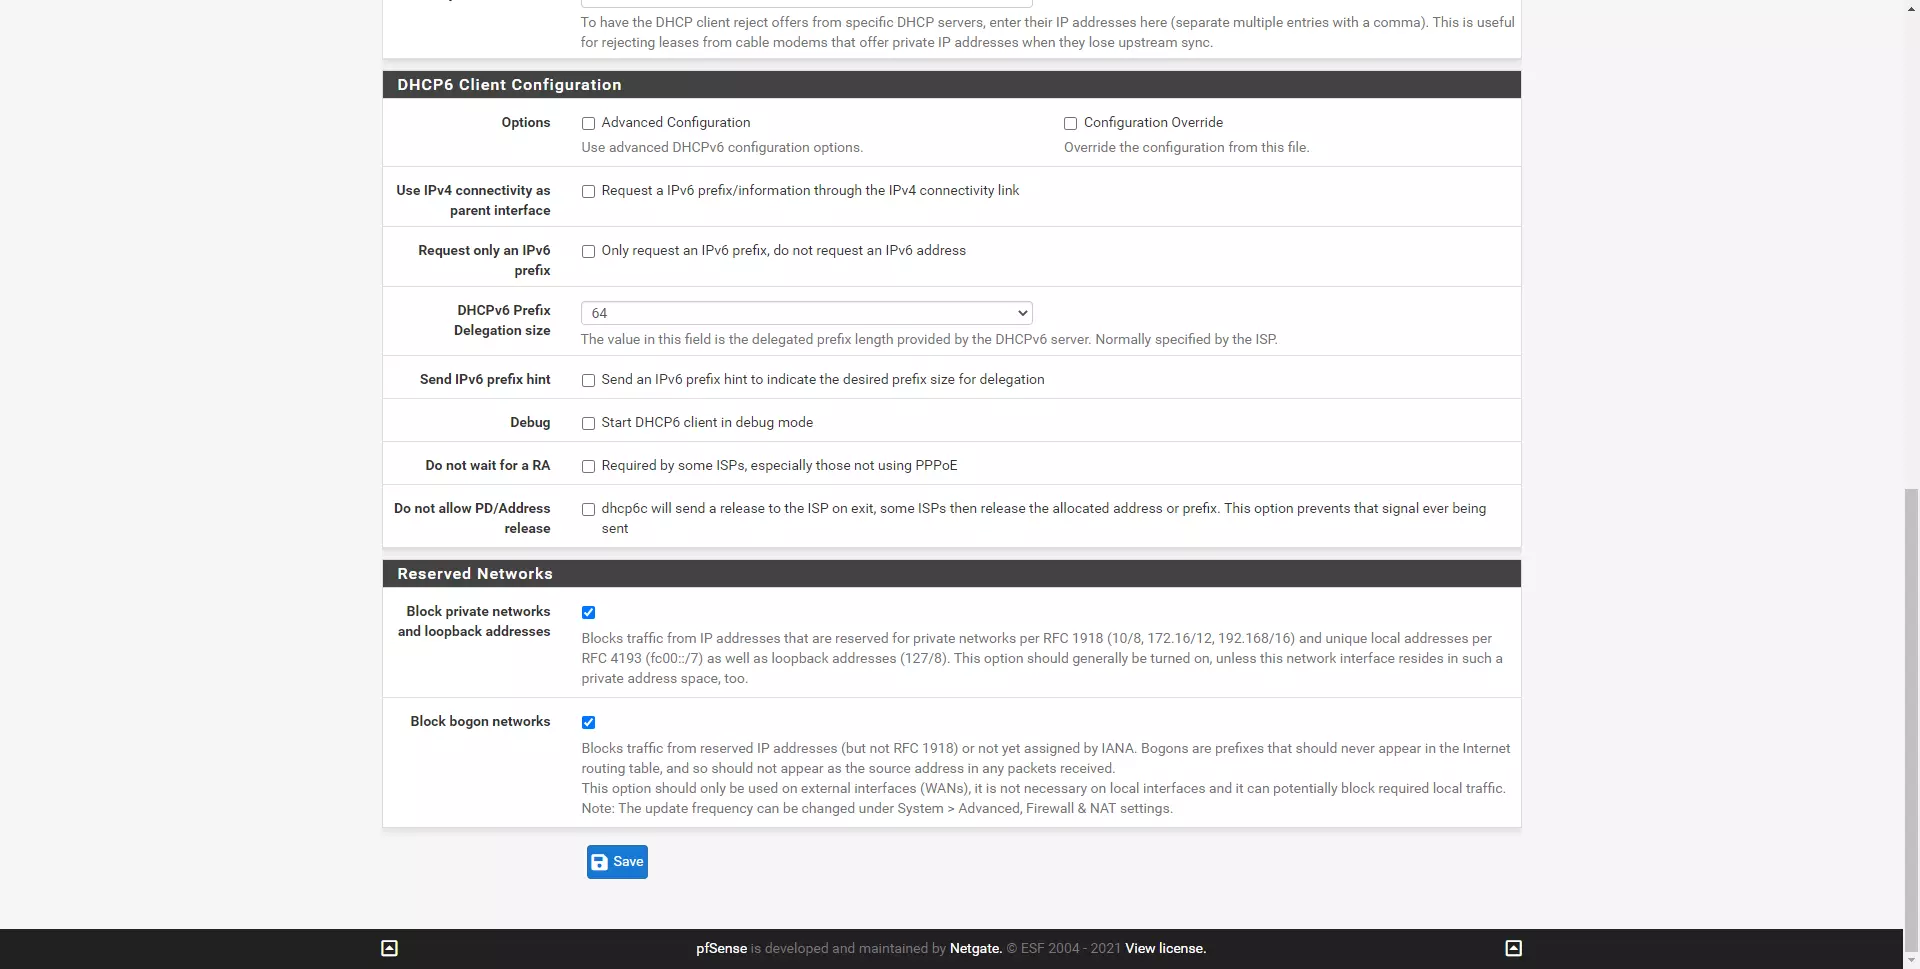 To have the DHCP client reject offers from specific DHCP servers, enter their IP addresses here (separate multiple entries with a comma). This is useful
for rejecting leases from cable modems that offer private IP addresses when they lose upstream sync.
DHCP6 Client Configuration
Options
Advanced Configuration
Configuration Override
Use advanced DHCPv6 configuration options.
Override the configuration from this file.
Use IPv4 connectivity as
parent interface
Request a IPv6 prefix/information through the IPv4 connectivity link
Request only an IPv6
prefix
Only request an IPv6 prefix, do not request an IPv6 address
DHCPv6 Prefix
Delegation size
64
The value in this field is the delegated prefix length provided by the DHCPv6 server. Normally specified by the ISP.
Send IPv6 prefix hint
Send an IPv6 prefix hint to indicate the desired prefix size for delegation
Debug
Start DHCP6 client in debug mode
Do not wait for a RA
Required by some ISPs, especially those not using PPPoE
Do not allow PD/Address
release
dhcp6c will send a release to the ISP on exit, some ISPs then release the allocated address or prefix. This option prevents that signal ever being
sent
Reserved Networks
Block private networks
and loopback addresses
Blocks traffic from IP addresses that are reserved for private networks per RFC 1918 (10/8, 172.16/12, 192.168/16) and unique local addresses per
RFC 4193 (fc00::/7) as well as loopback addresses (127/8). This option should generally be turned on, unless this network interface resides in such a
private address space, too.
Block bogon networks
Blocks traffic from reserved IP addresses (but not RFC 1918) or not yet assigned by IANA. Bogons are prefixes that should never appear in the Internet
routing table, and so should not appear as the source address in any packets received.
This option should only be used on external interfaces (WANs), it is not necessary on local interfaces and it can potentially block required local traffic.
Note: The update frequency can be changed under System > Advanced, Firewall & NAT settings.
Save
pfSense is developed and maintained by Netgate. © ESF 2004 - 2021 View license.